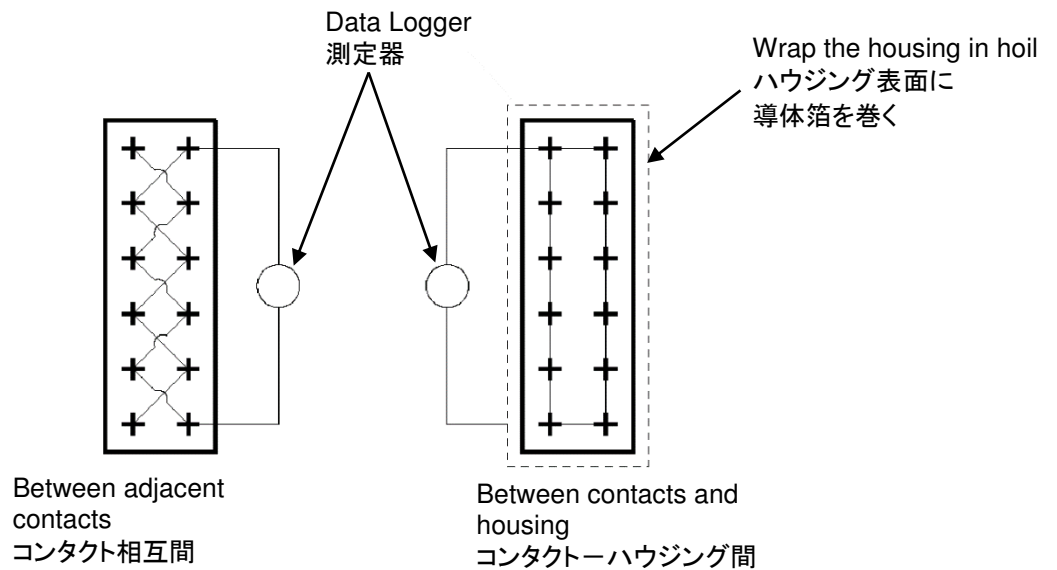 Data Logger
測定器
Wrap the housing in hoil
ハウジング表面に
導体箔を巻く
Between adjacent
contacts
コンタクト相互間
Between contacts and
housing
コンタクトーハウジング間